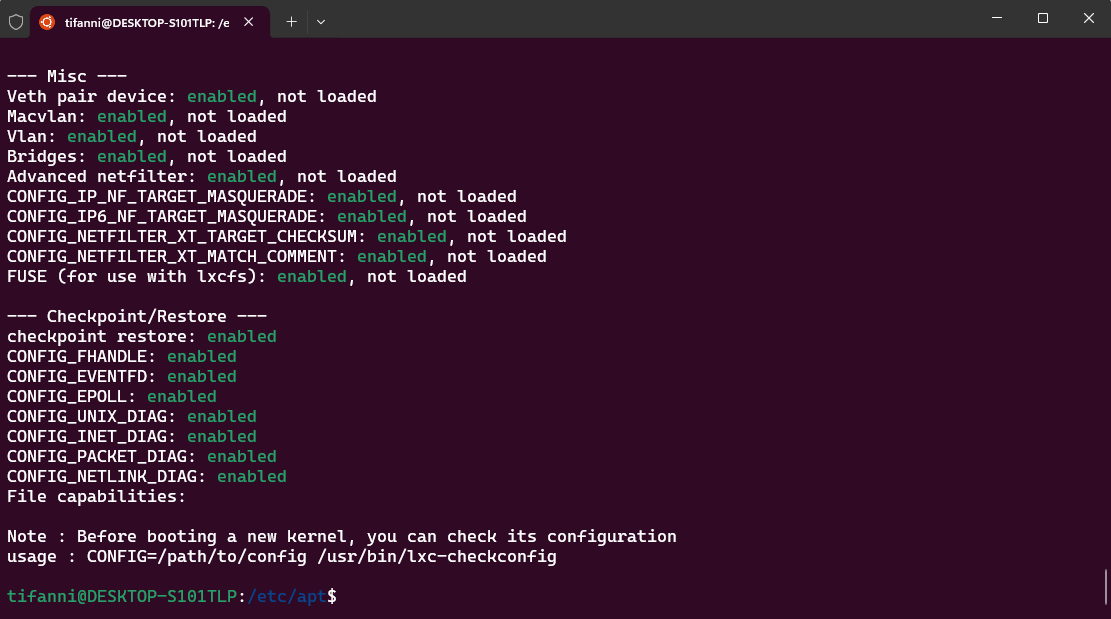 tifanni@DESKTOP-S101TLP: /e
--- Misc ---
Veth pair device: enabled, not loaded
Macvlan: enabled, not loaded
Vlan: enabled, not loaded
Bridges: enabled, not loaded
Advanced netfilter: enabled, not loaded
CONFIG_IP_NF_TARGET_MASQUERADE: enabled, not loaded
CONFIG_IP6_NF_TARGET_MASQUERADE: enabled, not loaded
CONFIG_NETFILTER_XT_TARGET_CHECKSUM: enabled, not loaded
CONFIG_NETFILTER_XT_MATCH_COMMENT: enabled, not loaded
FUSE (for use with lxcfs): enabled, not loaded
--- Checkpoint/Restore ---
checkpoint restore: enabled
CONFIG_FHANDLE: enabled
CONFIG_EVENTFD: enabled
CONFIG_EPOLL: enabled
CONFIG_UNIX_DIAG: enabled
CONFIG_INET_DIAG: enabled
CONFIG_PACKET_DIAG: enabled
CONFIG_NETLINK_DIAG: enabled
File capabilities:
Note : Before booting a new kernel, you can check its configuration
usage : CONFIG=/path/to/config /usr/bin/lxc-checkconfig
tifanni@DESKTOP-S101TLP:/etc/apt$